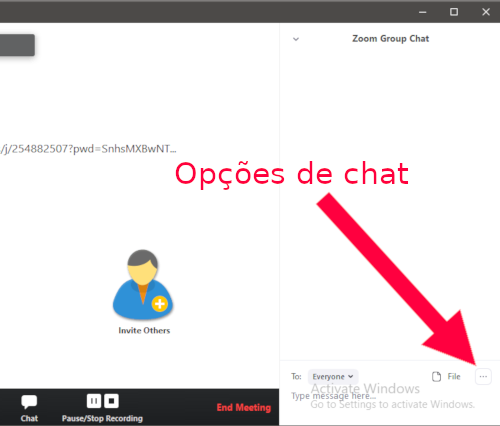 Zoom Group Chat
/j/254882507?pwd=SnhsMXBwNT...
Opções de chat
Invite Others
To: Everyone File ...
Activate Windows
Type message here...
Go to Settings to activate Windows.
Chat Pause/Stop Recording End Meeting